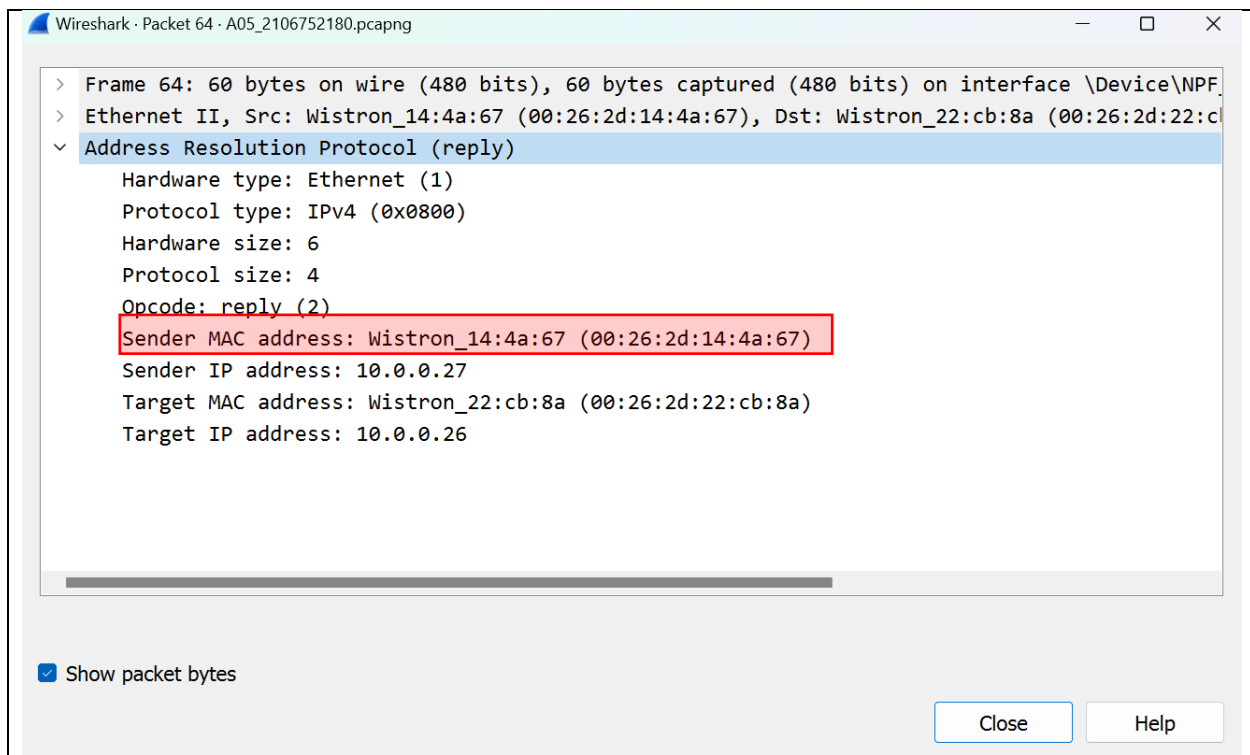 Wireshark · Packet 64 · A05_2106752180.pcapng
Frame 64: 60 bytes on wire (480 bits), 60 bytes captured (480 bits) on interface \Device\NPF_
Ethernet II, Src: Wistron_14:4a:67 (00:26:2d:14:4a:67), Dst: Wistron_22:cb:8a (00:26:2d:22:c
Address Resolution Protocol (reply)
Hardware type: Ethernet (1)
Protocol type: IPv4 (0x0800)
Hardware size: 6
Protocol size: 4
Opcode: reply (2)
Sender MAC address: Wistron_14:4a:67 (00:26:2d:14:4a:67)
Sender IP address: 10.0.0.27
Target MAC address: Wistron_22:cb:8a (00:26:2d:22:cb:8a)
Target IP address: 10.0.0.26
Show packet bytes
Close
Help